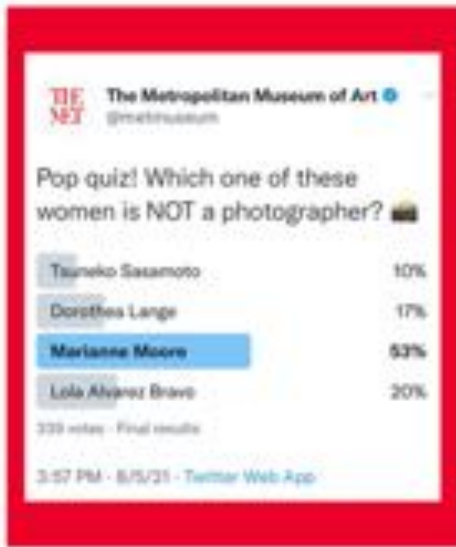 THE MET
The Metropolitan Museum of Art
@metmuseum
Pop quiz! Which one of these
women is NOT a photographer?
Tsuneko Sasamoto 10%
Dorothea Lange 17%
Marianne Moore 53%
Lola Alvarez Bravo 20%
339 votes · Final results
3:57 PM · 8/5/21 · Twitter Web App